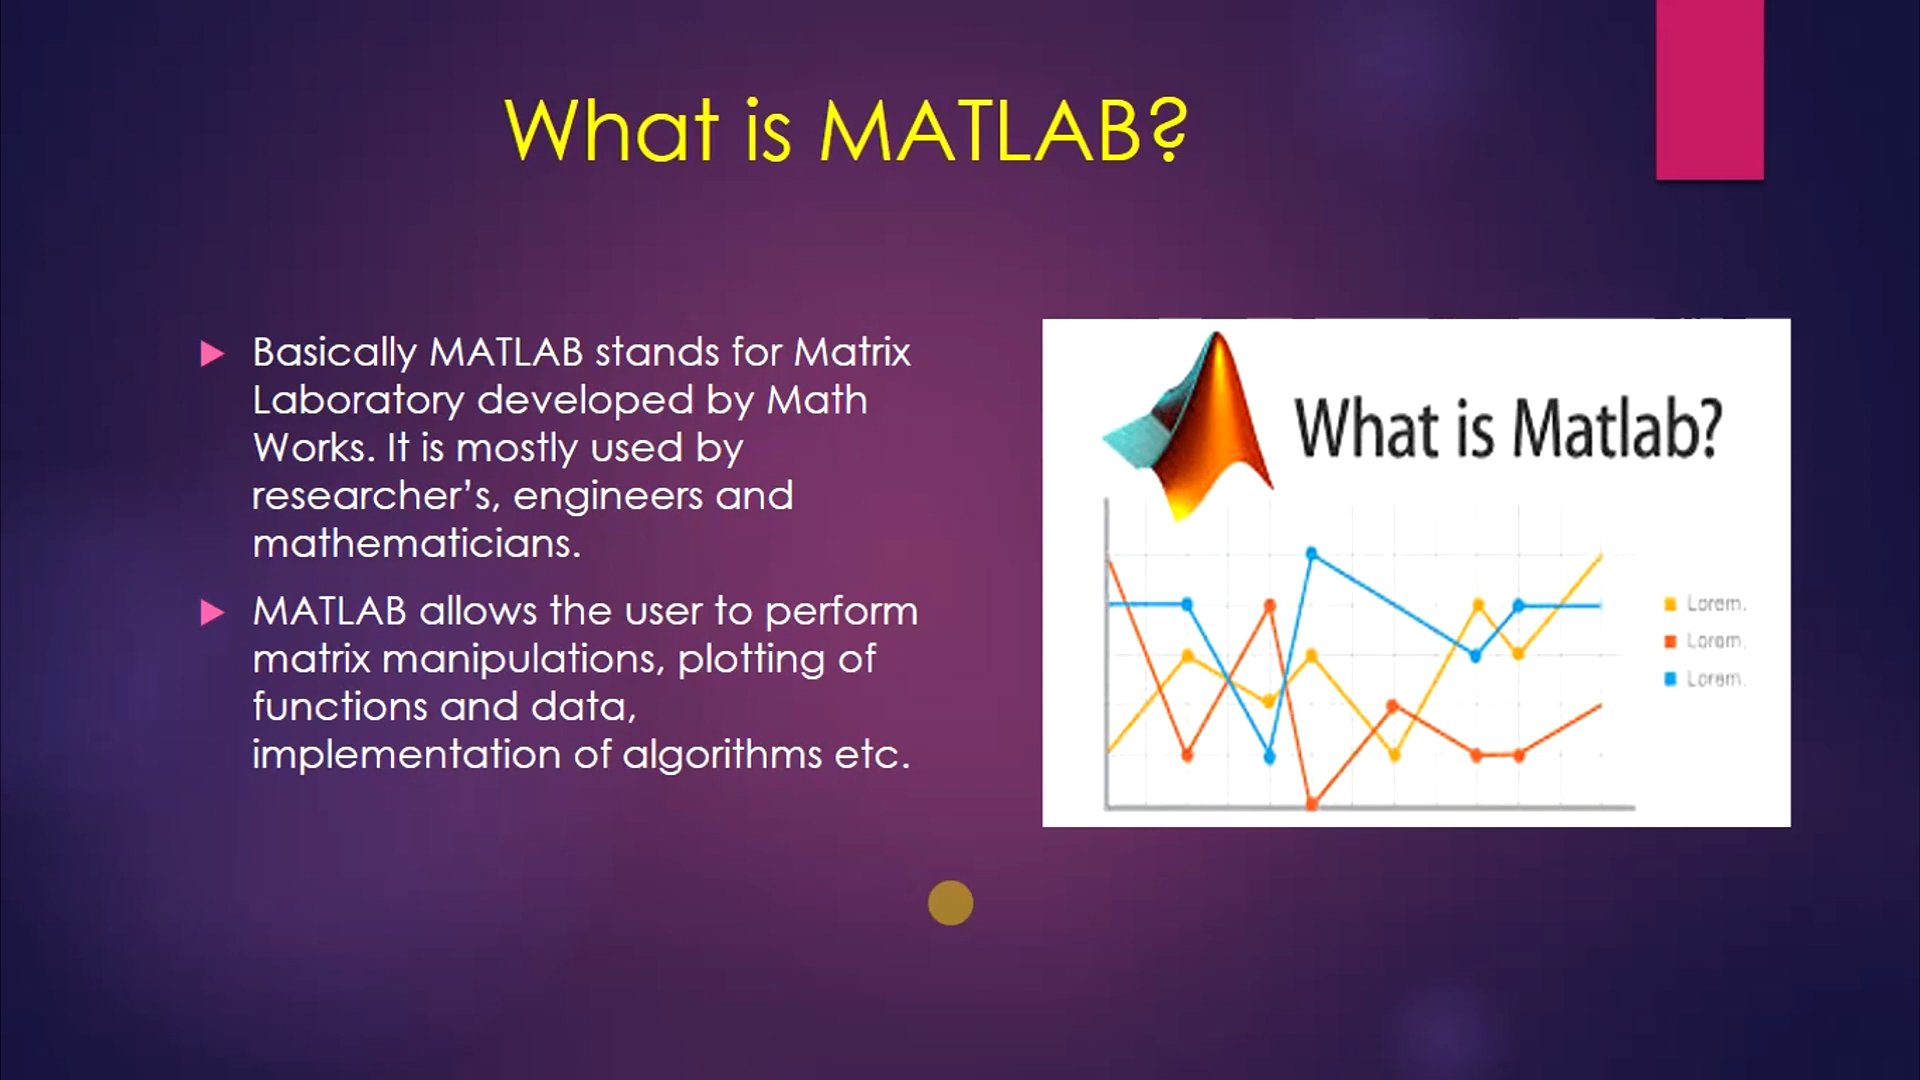 What is MATLAB?
Basically MATLAB stands for Matrix
Laboratory developed by Math
Works. It is mostly used by
researcher’s, engineers and
mathematicians.
MATLAB allows the user to perform
matrix manipulations, plotting of
functions and data,
implementation of algorithms etc.
What is Matlab?
Lorem.
Lorem.
Lorem.